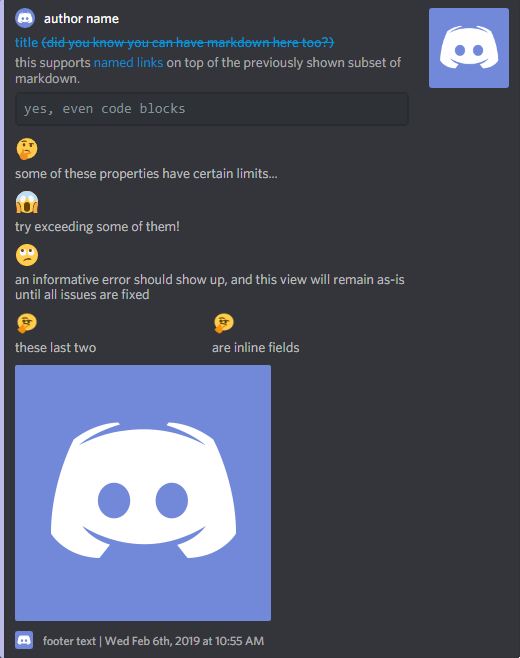 author name
title (did you know you can have markdown here too?)
this supports named links on top of the previously shown subset of
markdown.
yes, even code blocks
some of these properties have certain limits...
try exceeding some of them!
an informative error should show up, and this view will remain as-is
until all issues are fixed
these last two are inline fields
footer text | Wed Feb 6th, 2019 at 10:55 AM